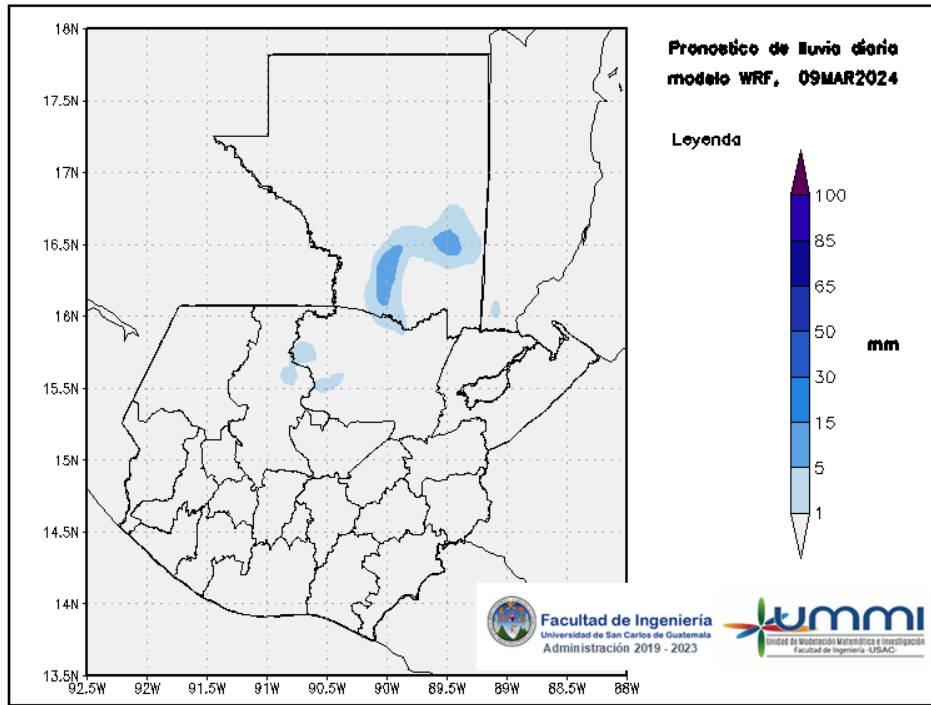 Pronostico de lluvia diaria
modelo WRF, 09MAR2024
Leyenda
100
85
65
50
30
15
5
1
mm
18N
17.5N
17N
16.5N
16N
15.5N
15N
14.5N
14N
13.5N
92.5W 92W 91.5W 91W 90.5W 90W 89.5W 89W 88.5W 88W
Facultad de Ingeniería
Universidad de San Carlos de Guatemala
Administración 2019 - 2023
ummi
Unidad de Modelación Matemática e Investigación
Facultad de Ingeniería -USAC-